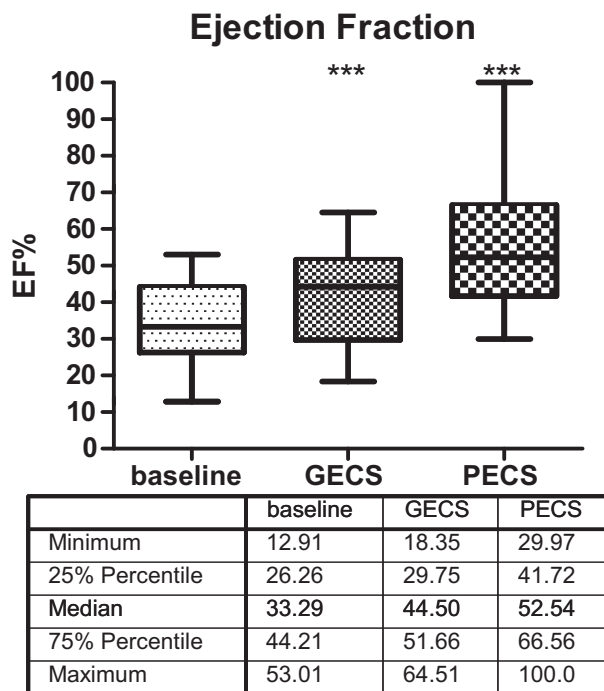 Ejection Fraction
*** ***
100
90
80
70
60
50
40
30
20
10
0
EF%
baseline GECS PECS
baseline GECS PECS
Minimum 12.91 18.35 29.97
25% Percentile 26.26 29.75 41.72
Median 33.29 44.50 52.54
75% Percentile 44.21 51.66 66.56
Maximum 53.01 64.51 100.0